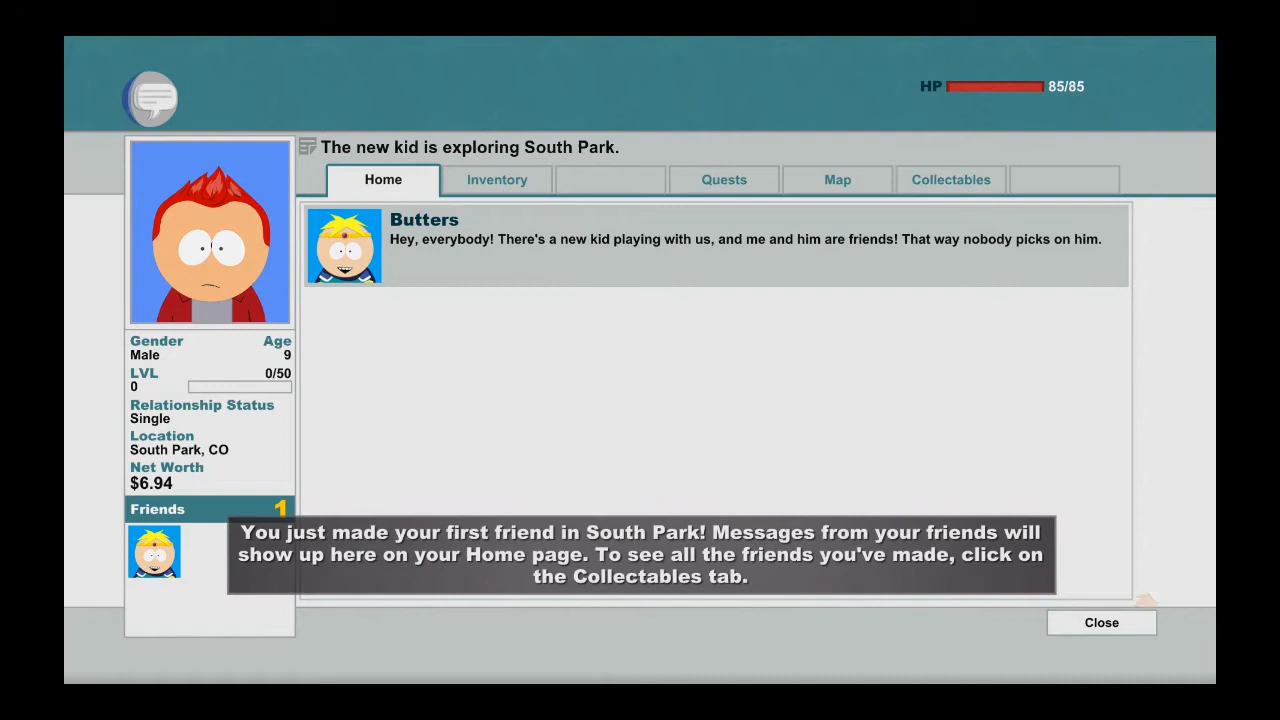 HP 85/85
The new kid is exploring South Park.
Home Inventory Quests Map Collectables
Butters
Hey, everybody! There's a new kid playing with us, and me and him are friends! That way nobody picks on him.
Gender Age
Male 9
LVL 0/50
0
Relationship Status
Single
Location
South Park, CO
Net Worth
$6.94
Friends 1
You just made your first friend in South Park! Messages from your friends will
show up here on your Home page. To see all the friends you've made, click on
the Collectables tab.
Close